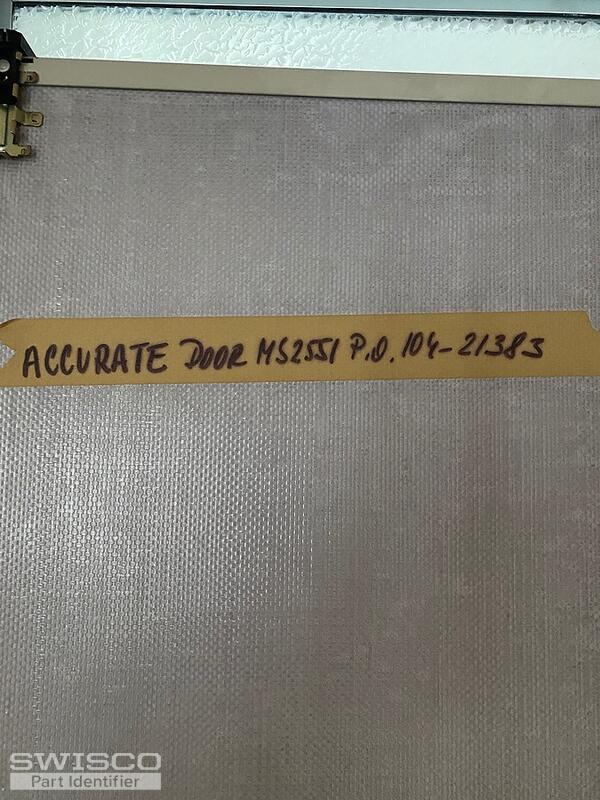 ACCURATE DOOR MS2551 P.O. 104-21383
SWISCO
Part Identifier